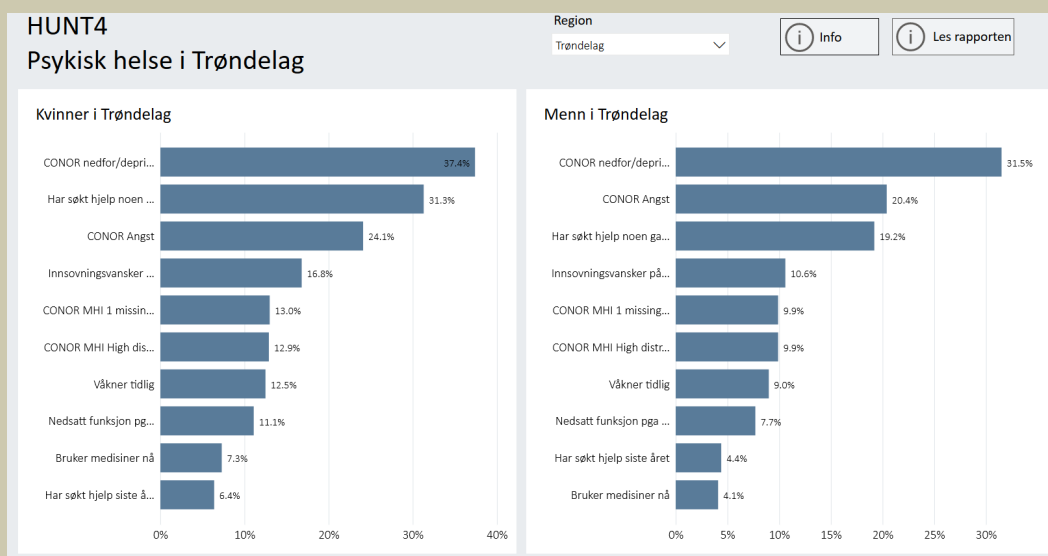 HUNT4
Psykisk helse i Trøndelag
Region
Trøndelag
Info
Les rapporten
Kvinner i Trøndelag
CONOR nedfor/depri... 37.4%
Har søkt hjelp noen ... 31.3%
CONOR Angst 24.1%
Innsovningsvansker ... 16.8%
CONOR MHI 1 missin... 13.0%
CONOR MHI High dis... 12.9%
Våkner tidlig 12.5%
Nedsatt funksjon pg... 11.1%
Bruker medisiner nå 7.3%
Har søkt hjelp siste å... 6.4%
0% 10% 20% 30% 40%
Menn i Trøndelag
CONOR nedfor/depri... 31.5%
CONOR Angst 20.4%
Har søkt hjelp noen ga... 19.2%
Innsovningsvansker på... 10.6%
CONOR MHI 1 missing... 9.9%
CONOR MHI High distr... 9.9%
Våkner tidlig 9.0%
Nedsatt funksjon pga ... 7.7%
Har søkt hjelp siste året 4.4%
Bruker medisiner nå 4.1%
0% 5% 10% 15% 20% 25% 30%